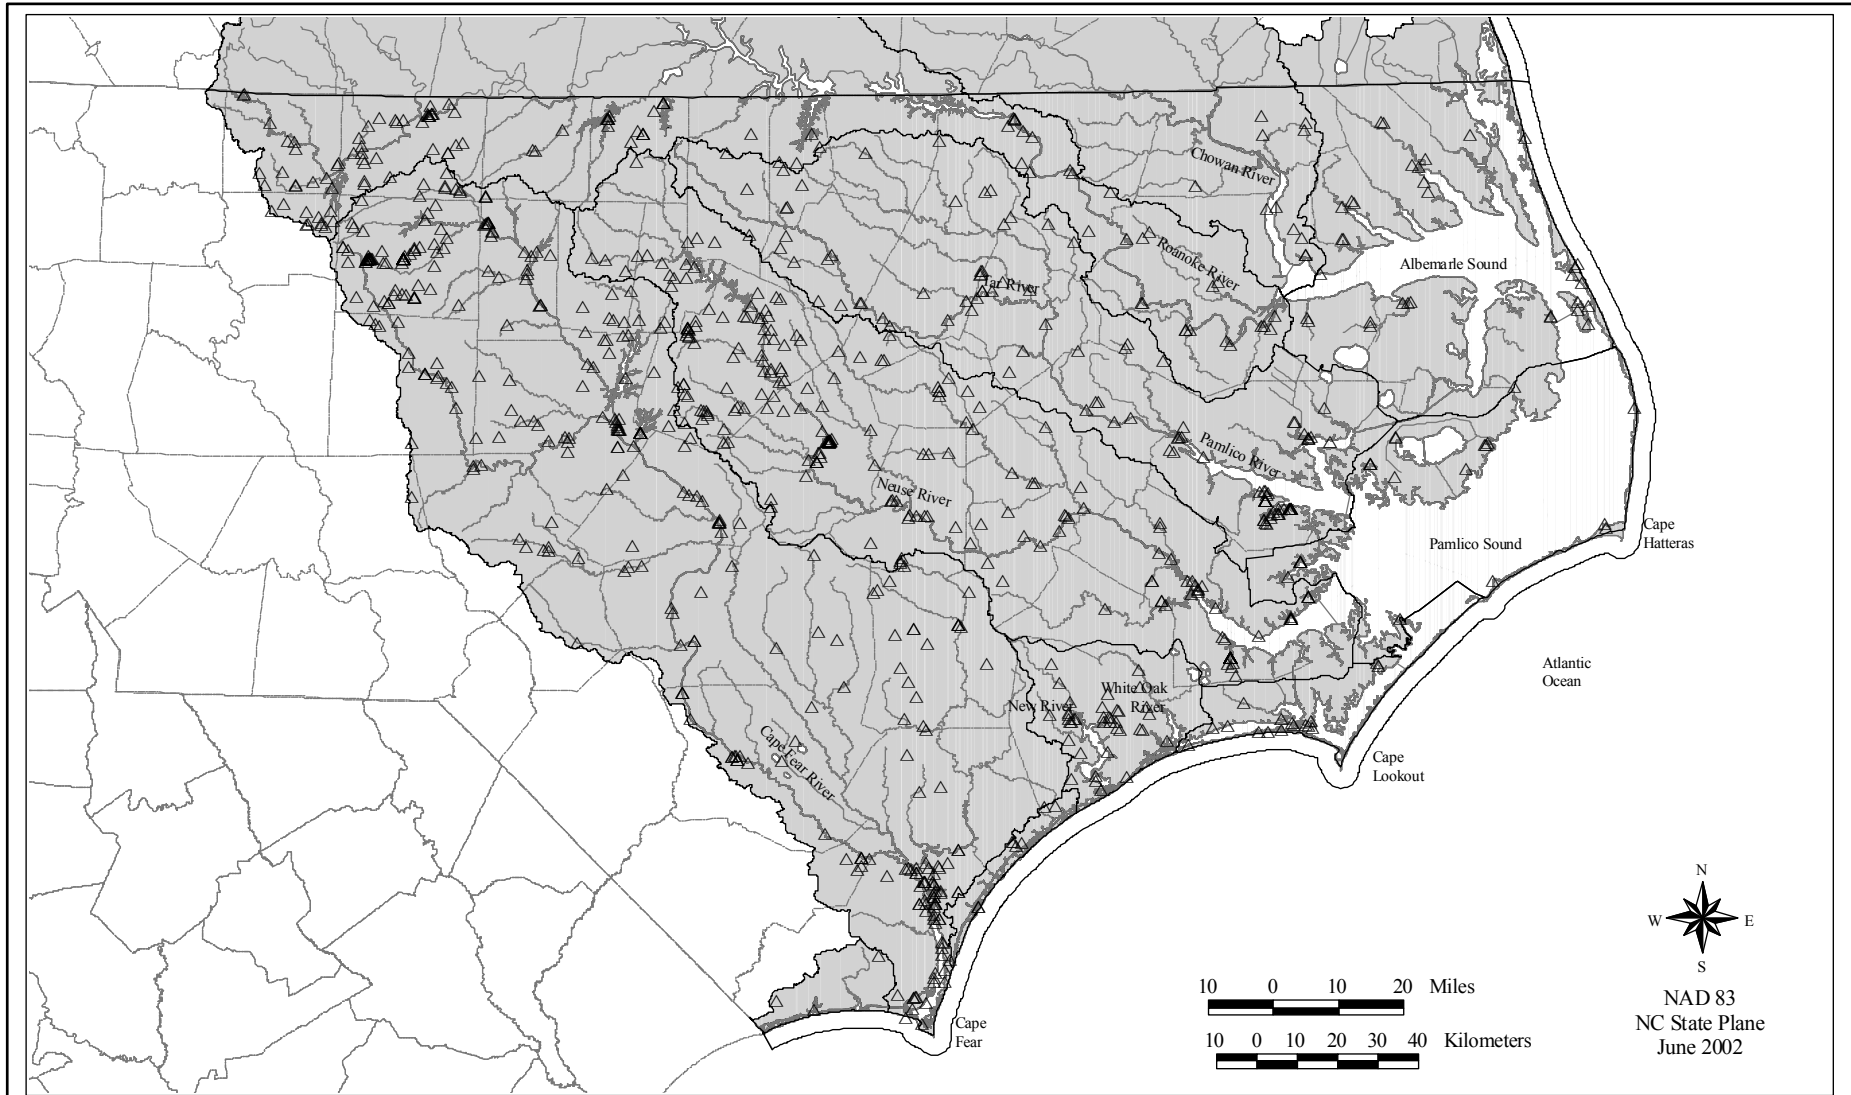 Chowan River
Roanoke River
Albemarle Sound
Tar River
Pamlico River
Neuse River
Cape
Hatteras
Pamlico Sound
Atlantic
Ocean
White Oak
River
New River
Cape Fear River
Cape
Lookout
N
W
E
S
10 0 10 20 Miles
NAD 83
NC State Plane
June 2002
Cape
Fear
10 0 10 20 30 40 Kilometers